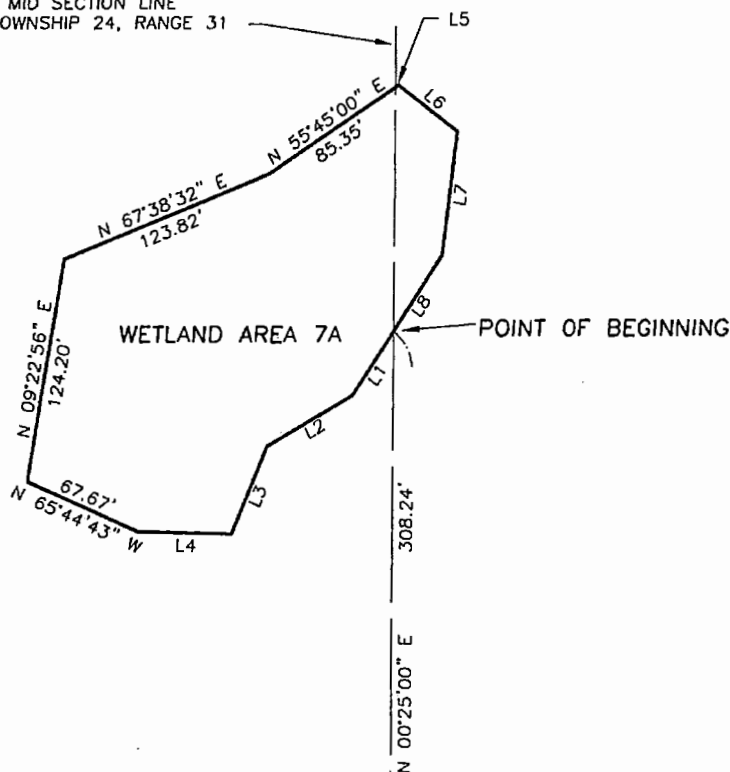 MID SECTION LINE
OWNSHIP 24, RANGE 31
L5
L6
N 55°45'00" E
85.35'
L7
N 67°38'32" E
123.82'
L8
WETLAND AREA 7A
POINT OF BEGINNING
N 09°22'56" E
124.20'
L1
L2
L3
67.67'
N 65°44'43" W
L4
308.24'
N 00°25'00" E